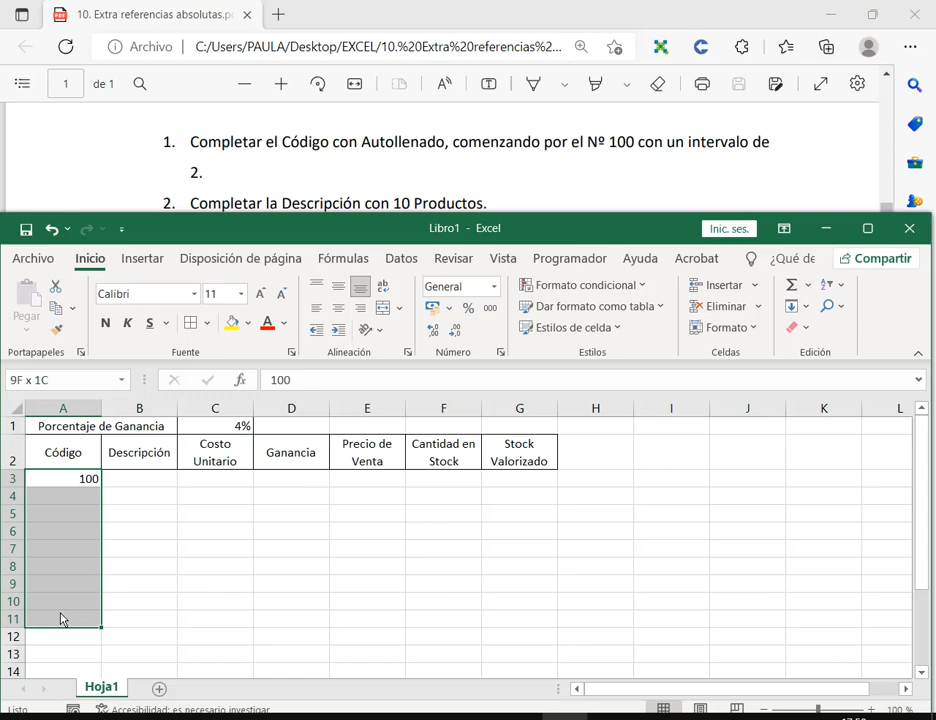 10. Extra referencias absolutas.p
Archivo C:/Users/PAULA/Desktop/EXCEL/10.%20Extra%20referencias%2...
1 de 1
1. Completar el Código con Autollenado, comenzando por el Nº 100 con un intervalo de
2.
2. Completar la Descripción con 10 Productos.
Libro1 - Excel Inic. ses.
Archivo Inicio Insertar Disposición de página Fórmulas Datos Revisar Vista Programador Ayuda Acrobat ¿Qué de Compartir
Pegar Calibri 11 General Formato condicional Insertar
N K S % 000 Dar formato como tabla Eliminar
Estilos de celda Formato
Portapapeles Fuente Alineación Número Estilos Celdas Edición
9F x 1C fx 100
A B C D E F G H I J K L
1 Porcentaje de Ganancia 4%
2 Código Descripción Costo Unitario Ganancia Precio de Venta Cantidad en Stock Stock Valorizado
3 100
4
5
6
7
8
9
10
11
12
13
14
Hoja1
Listo Accesibilidad: es necesario investigar 100 %